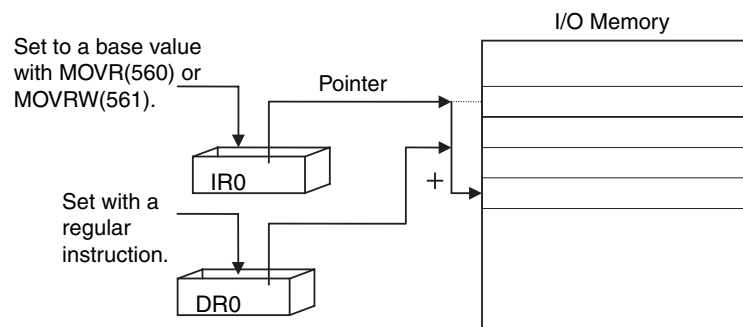 I/O Memory
Set to a base value
with MOVR(560) or
MOVRW(561).
Pointer
IR0
+
Set with a
regular
instruction.
DR0